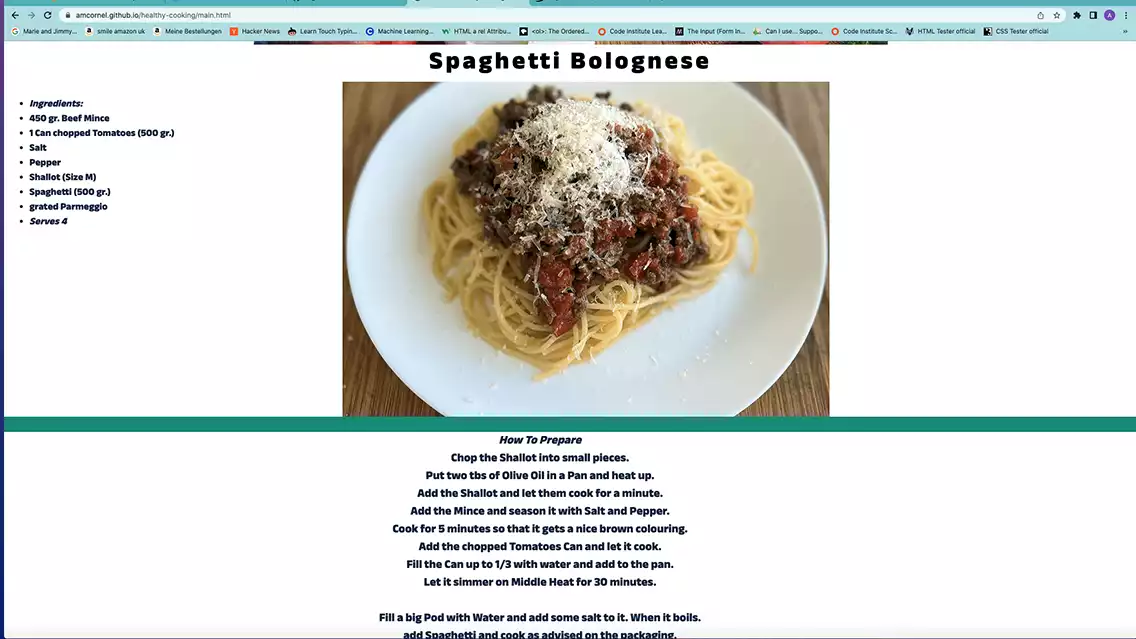 amcornel.github.io/healthy-cooking/main.html
Marie and Jimmy...
smile amazon uk
Meine Bestellungen
Hacker News
Learn Touch Typin...
Machine Learning...
HTML a rel Attribu...
<ol>: The Ordered...
Code Institute Lea...
The Input (Form In...
Can I use... Suppo...
Code Institute Sc...
HTML Tester official
CSS Tester official
»
Spaghetti Bolognese
• Ingredients:
• 450 gr. Beef Mince
• 1 Can chopped Tomatoes (500 gr.)
• Salt
• Pepper
• Shallot (Size M)
• Spaghetti (500 gr.)
• grated Parmeggio
• Serves 4
How To Prepare
Chop the Shallot into small pieces.
Put two tbs of Olive Oil in a Pan and heat up.
Add the Shallot and let them cook for a minute.
Add the Mince and season it with Salt and Pepper.
Cook for 5 minutes so that it gets a nice brown colouring.
Add the chopped Tomatoes Can and let it cook.
Fill the Can up to 1/3 with water and add to the pan.
Let it simmer on Middle Heat for 30 minutes.
Fill a big Pod with Water and add some salt to it. When it boils.
add Spaghetti and cook as advised on the packaging.